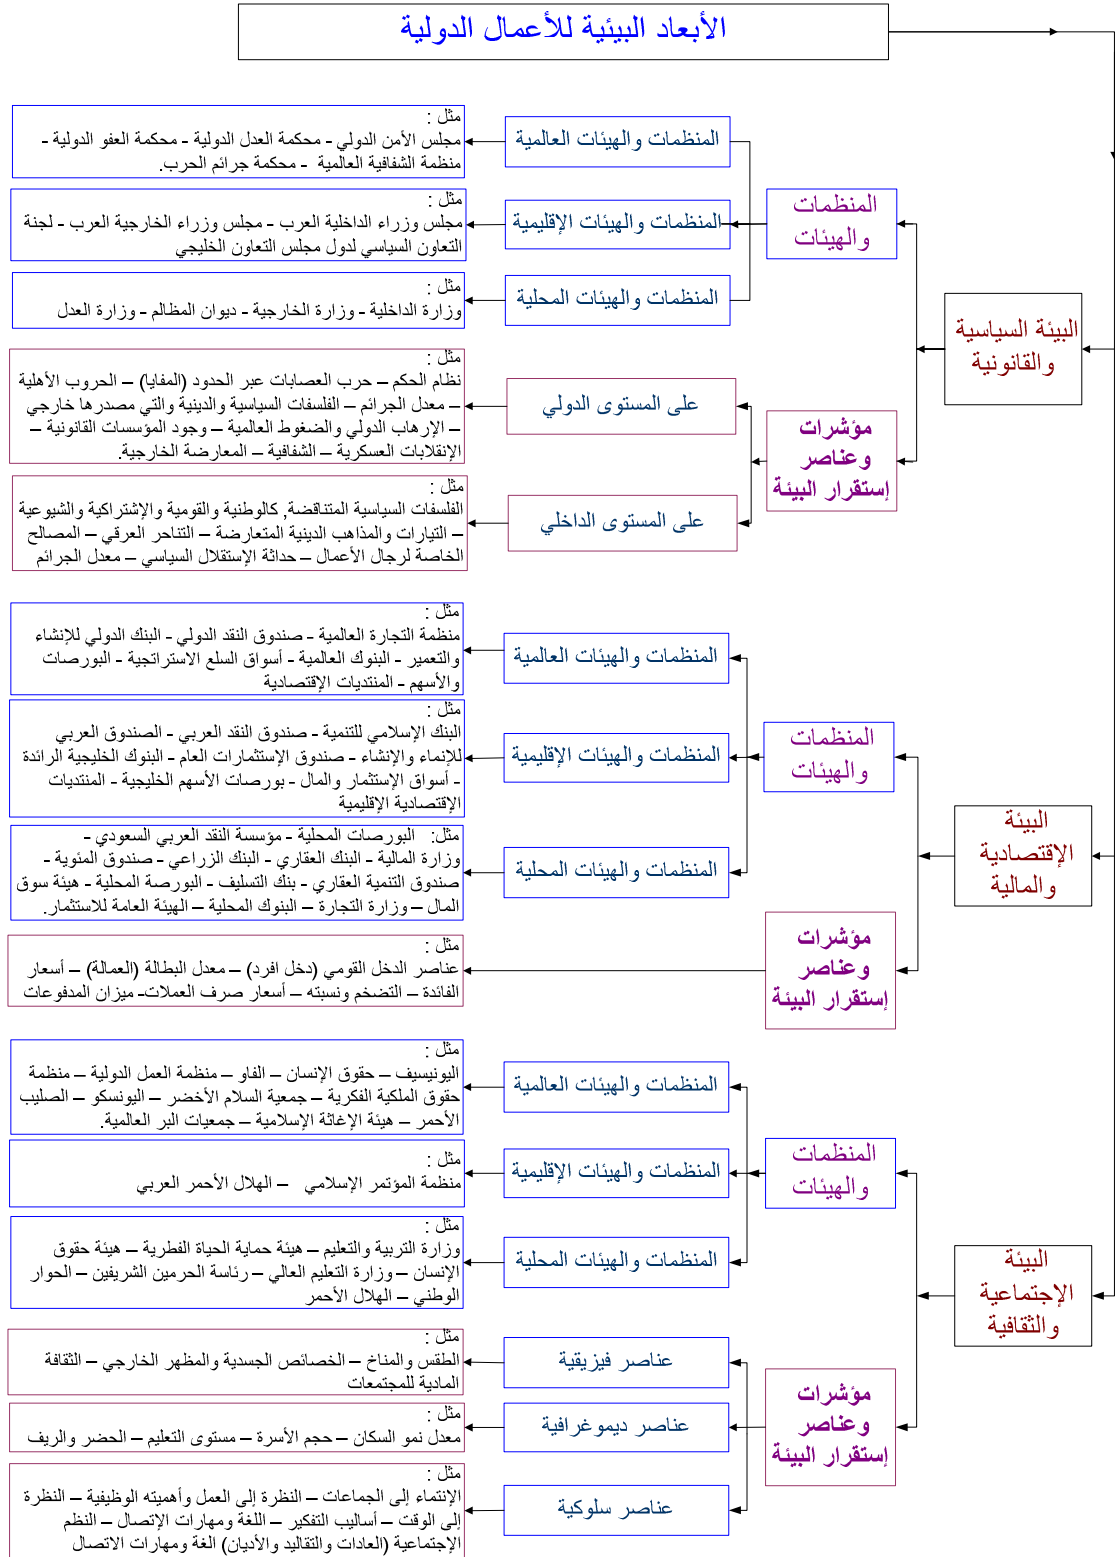 الأبعاد البيئية للأعمال الدولية
البيئة السياسية
والقانونية
المنظمات
والهيئات
المنظمات والهيئات العالمية
مثل :
مجلس الأمن الدولي - محكمة العدل الدولية - محكمة العفو الدولية -
منظمة الشفافية العالمية - محكمة جرائم الحرب.
المنظمات والهيئات الإقليمية
مثل :
مجلس وزراء الداخلية العرب - مجلس وزراء الخارجية العرب - لجنة
التعاون السياسي لدول مجلس التعاون الخليجي
المنظمات والهيئات المحلية
مثل :
وزارة الداخلية - وزارة الخارجية - ديوان المظالم - وزارة العدل
مؤشرات
وعناصر
إستقرار البيئة
على المستوى الدولي
مثل :
نظام الحكم – حرب العصابات عبر الحدود (المفايا) – الحروب الأهلية
– معدل الجرائم – الفلسفات السياسية والدينية والتي مصدرها خارجي
– الإرهاب الدولي والضغوط العالمية – وجود المؤسسات القانونية –
الإنقلابات العسكرية – الشفافية – المعارضة الخارجية.
على المستوى الداخلي
مثل :
الفلسفات السياسية المتناقضة, كالوطنية والقومية والإشتراكية والشيوعية
– التيارات والمذاهب الدينية المتعارضة – التناحر العرقي – المصالح
الخاصة لرجال الأعمال – حداثة الإستقلال السياسي – معدل الجرائم
البيئة
الإقتصادية
والمالية
المنظمات
والهيئات
المنظمات والهيئات العالمية
مثل :
منظمة التجارة العالمية - صندوق النقد الدولي - البنك الدولي للإنشاء
والتعمير - البنوك العالمية - أسواق السلع الاستراتجية - البورصات
والأسهم - المنتديات الإقتصادية
المنظمات والهيئات الإقليمية
مثل :
البنك الإسلامي للتنمية - صندوق النقد العربي - الصندوق العربي
للإنماء والإنشاء - صندوق الإستثمارات العام - البنوك الخليجية الرائدة
- أسواق الإستثمار والمال - بورصات الأسهم الخليجية - المنتديات
الإقتصادية الإقليمية
المنظمات والهيئات المحلية
مثل: البورصات المحلية - مؤسسة النقد العربي السعودي -
وزارة المالية - البنك العقاري - البنك الزراعي - صندوق المئوية -
صندوق التنمية العقاري - بنك التسليف - البورصة المحلية - هيئة سوق
المال – وزارة التجارة – البنوك المحلية – الهيئة العامة للاستثمار.
مؤشرات
وعناصر
إستقرار البيئة
مثل :
عناصر الدخل القومي (دخل افرد) – معدل البطالة (العمالة) – أسعار
الفائدة – التضخم ونسبته – أسعار صرف العملات- ميزان المدفوعات
البيئة
الإجتماعية
والثقافية
المنظمات
والهيئات
المنظمات والهيئات العالمية
مثل :
اليونيسيف – حقوق الإنسان – الفاو – منظمة العمل الدولية – منظمة
حقوق الملكية الفكرية – جمعية السلام الأخضر – اليونسكو – الصليب
الأحمر – هيئة الإغاثة الإسلامية – جمعيات البر العالمية.
المنظمات والهيئات الإقليمية
مثل :
منظمة المؤتمر الإسلامي – الهلال الأحمر العربي
المنظمات والهيئات المحلية
مثل :
وزارة التربية والتعليم – هيئة حماية الحياة الفطرية – هيئة حقوق
الإنسان – وزارة التعليم العالي – رئاسة الحرمين الشريفين – الحوار
الوطني – الهلال الأحمر
مؤشرات
وعناصر
إستقرار البيئة
عناصر فيزيقية
مثل :
الطقس والمناخ – الخصائص الجسدية والمظهر الخارجي – الثقافة
المادية للمجتمعات
عناصر ديموغرافية
مثل :
معدل نمو السكان – حجم الأسرة – مستوى التعليم – الحضر والريف
عناصر سلوكية
مثل :
الإنتماء إلى الجماعات – النظرة إلى العمل وأهميته الوظيفية – النظرة
إلى الوقت – أساليب التفكير – اللغة ومهارات الإتصال – النظم
الإجتماعية (العادات والتقاليد والأديان) الغة ومهارات الاتصال